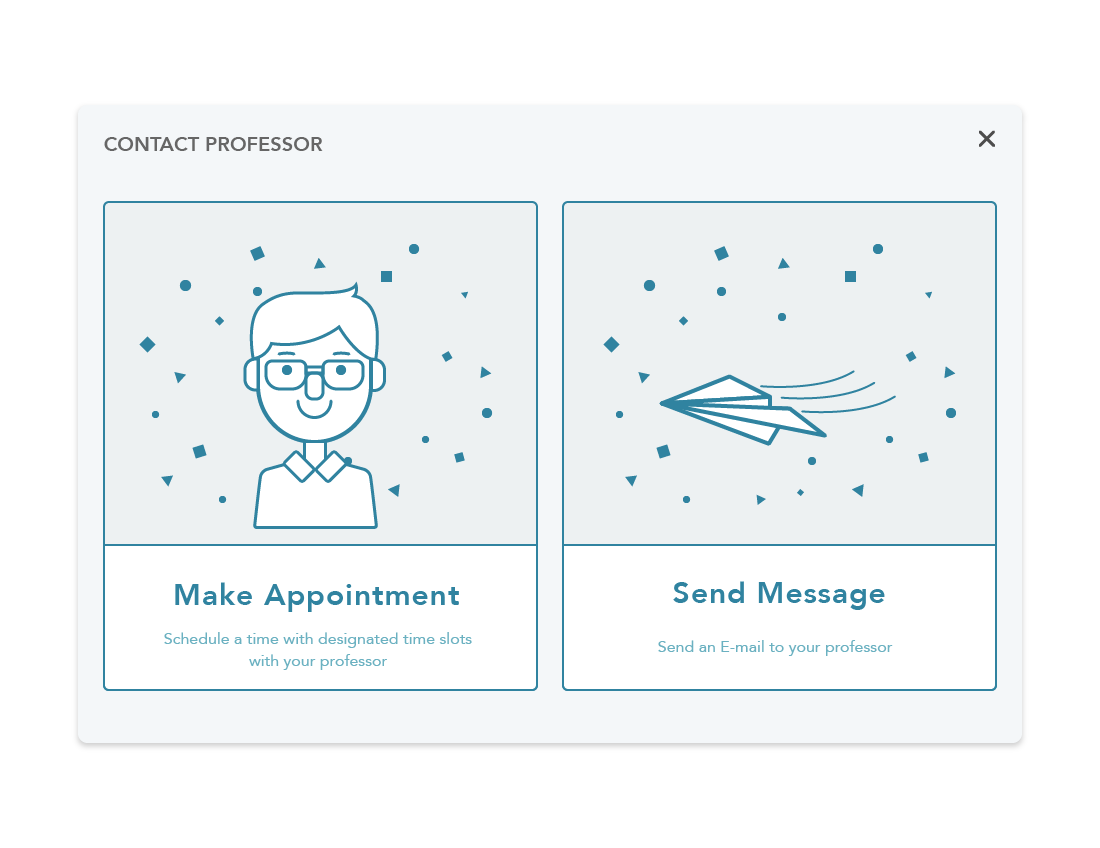 CONTACT PROFESSOR
Make Appointment
Schedule a time with designated time slots
with your professor
Send Message
Send an E-mail to your professor